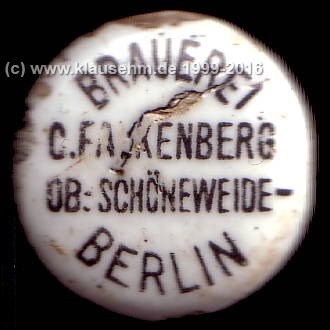 (c) www.klausehm.de 1999-2016
BRAUEREI
C. FALKENBERG
OB. SCHÖNEWEIDE-
BERLIN